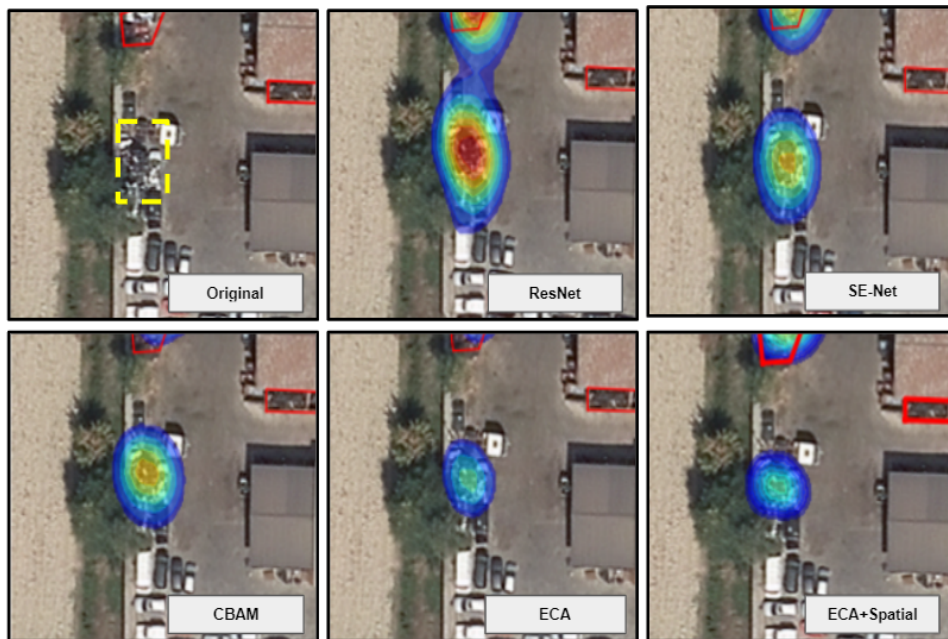 Original
ResNet
SE-Net
CBAM
ECA
ECA+Spatial